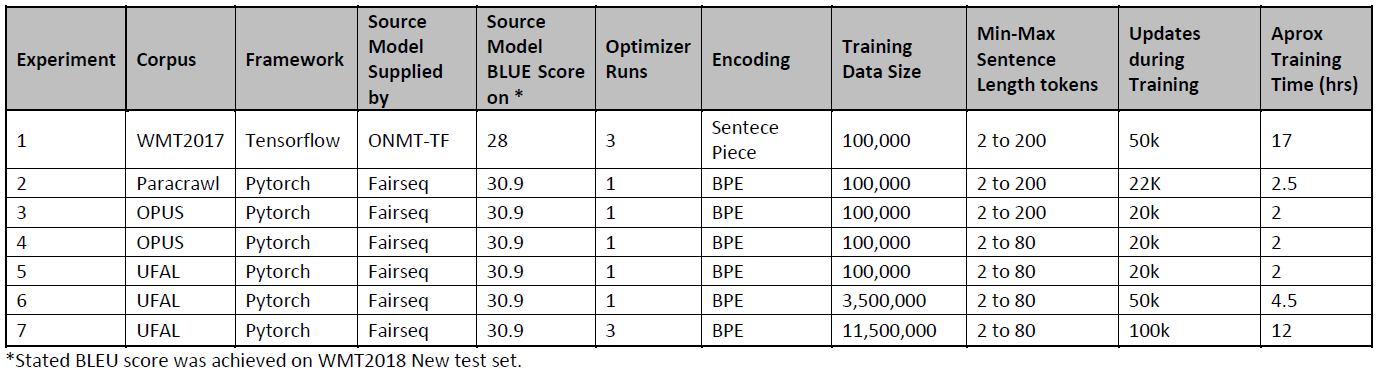 Experiment Corpus Framework Source Model Supplied by Source Model BLUE Score on * Optimizer Runs Encoding Training Data Size Min-Max Sentence Length tokens Updates during Training Aprox Training Time (hrs)
1 WMT2017 Tensorflow ONMT-TF 28 3 Sentece Piece 100,000 2 to 200 50k 17
2 Paracrawl Pytorch Fairseq 30.9 1 BPE 100,000 2 to 200 22K 2.5
3 OPUS Pytorch Fairseq 30.9 1 BPE 100,000 2 to 200 20k 2
4 OPUS Pytorch Fairseq 30.9 1 BPE 100,000 2 to 80 20k 2
5 UFAL Pytorch Fairseq 30.9 1 BPE 100,000 2 to 80 20k 2
6 UFAL Pytorch Fairseq 30.9 1 BPE 3,500,000 2 to 80 50k 4.5
7 UFAL Pytorch Fairseq 30.9 3 BPE 11,500,000 2 to 80 100k 12
*Stated BLEU score was achieved on WMT2018 New test set.